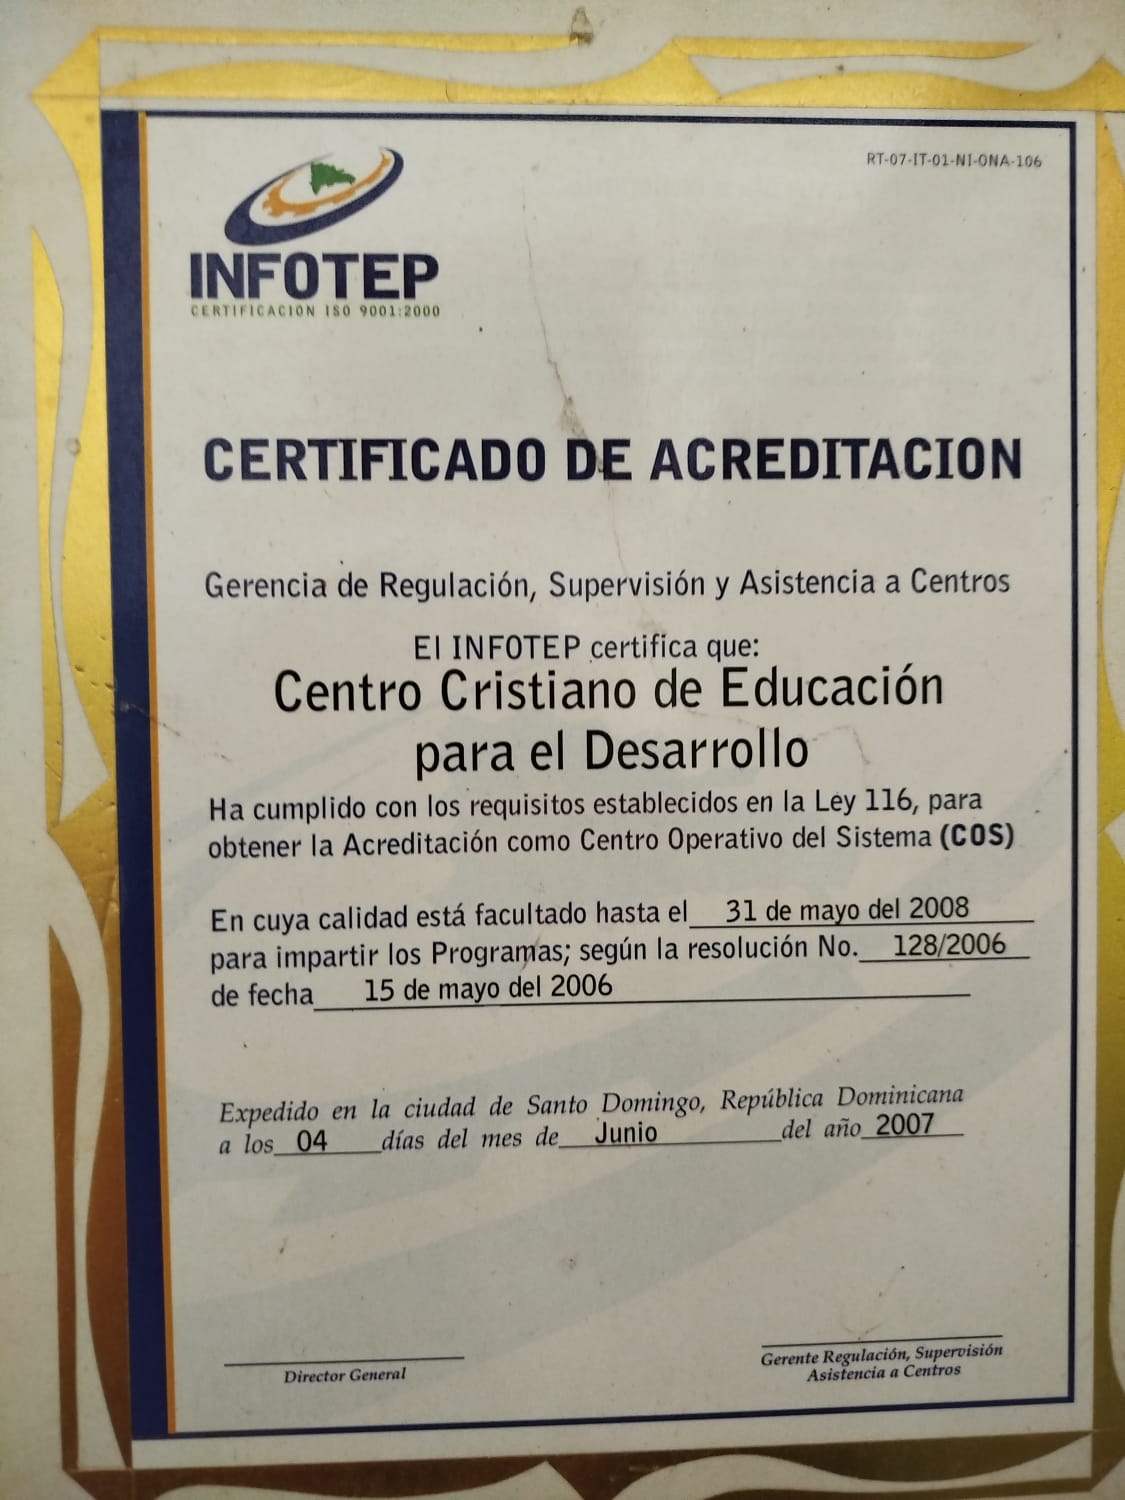 RT-07-IT-01-NI-ONA-106
INFOTEP
CERTIFICACION ISO 9001:2000
CERTIFICADO DE ACREDITACION
Gerencia de Regulación, Supervisión y Asistencia a Centros
El INFOTEP certifica que:
Centro Cristiano de Educación
para el Desarrollo
Ha cumplido con los requisitos establecidos en la Ley 116, para
obtener la Acreditación como Centro Operativo del Sistema (COS)
En cuya calidad está facultado hasta el 31 de mayo del 2008
para impartir los Programas; según la resolución No. 128/2006
de fecha 15 de mayo del 2006
Expedido en la ciudad de Santo Domingo, República Dominicana
a los 04 días del mes de Junio del año 2007
Director General
Gerente Regulación, Supervisión
Asistencia a Centros